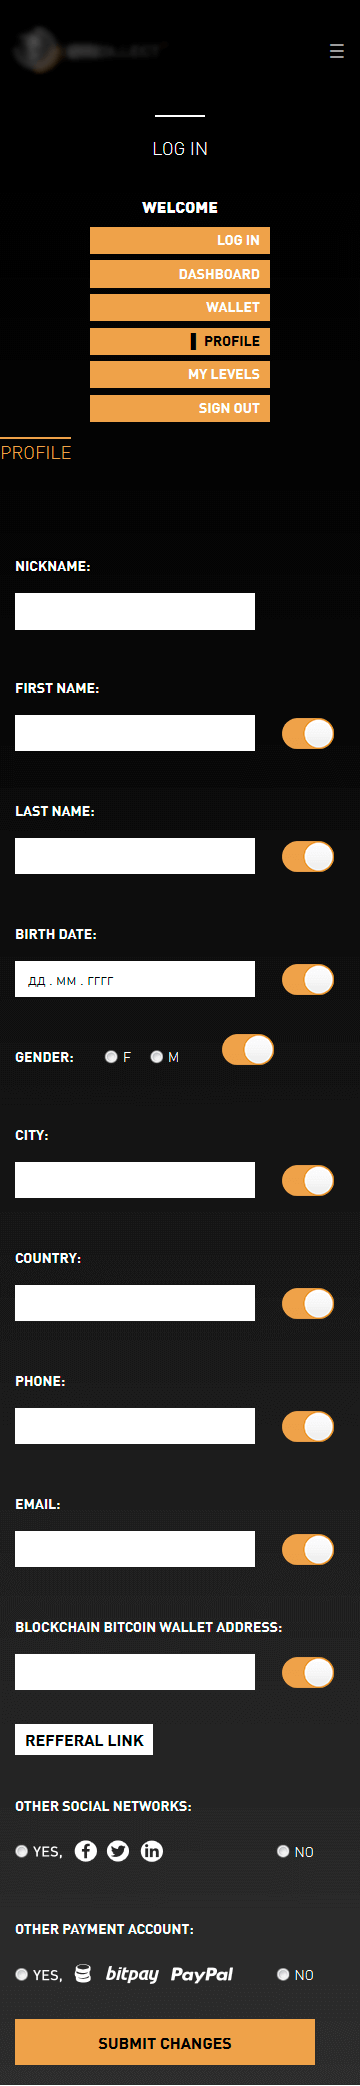 LOG IN
WELCOME
LOG IN
DASHBOARD
WALLET
PROFILE
MY LEVELS
SIGN OUT
PROFILE
NICKNAME:
FIRST NAME:
LAST NAME:
BIRTH DATE:
ДД . ММ . ГГГГ
GENDER: F M
CITY:
COUNTRY:
PHONE:
EMAIL:
BLOCKCHAIN BITCOIN WALLET ADDRESS:
REFFERAL LINK
OTHER SOCIAL NETWORKS:
YES, f in NO
OTHER PAYMENT ACCOUNT:
YES, bitpay PayPal NO
SUBMIT CHANGES